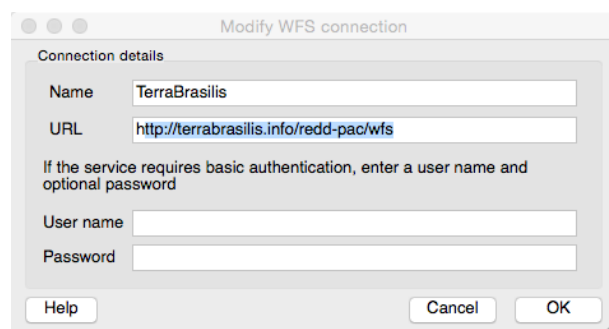 Modify WFS connection
Connection details
Name TerraBrasilis
URL http://terrabrasilis.info/redd-pac/wfs
If the service requires basic authentication, enter a user name and
optional password
User name
Password
Help Cancel OK